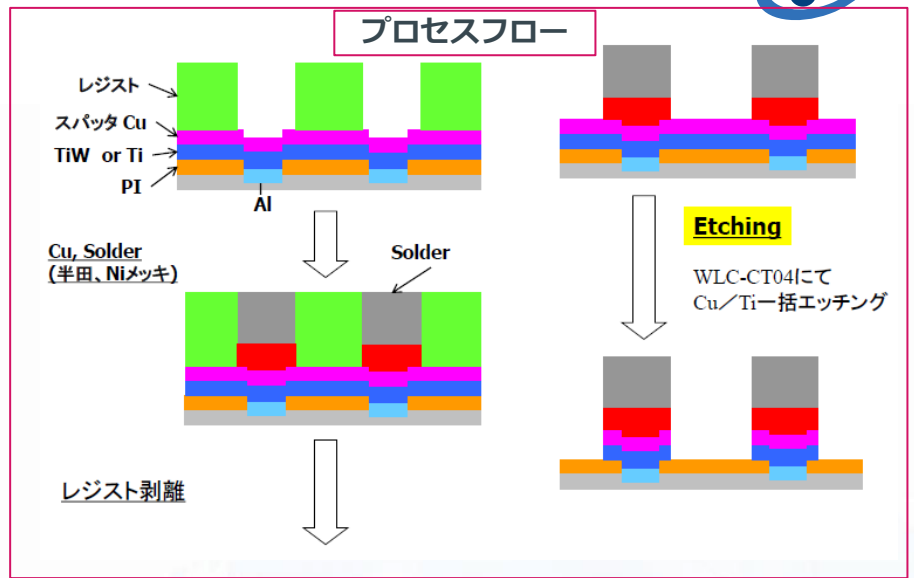 プロセスフロー
レジスト
スパッタ Cu
TiW or Ti
PI
Al
Cu, Solder
(半田、Niメッキ)
Solder
レジスト剥離
Etching
WLC-CT04にて
Cu／Ti一括エッチング